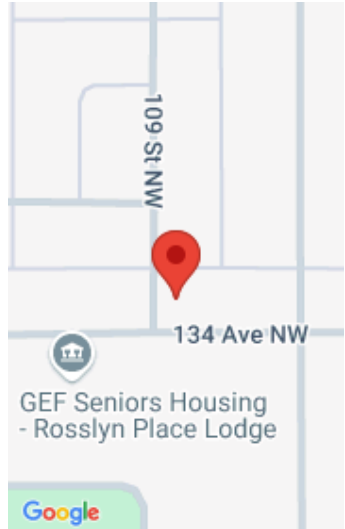 109 St NW
134 Ave NW
GEF Seniors Housing
- Rosslyn Place Lodge
Google